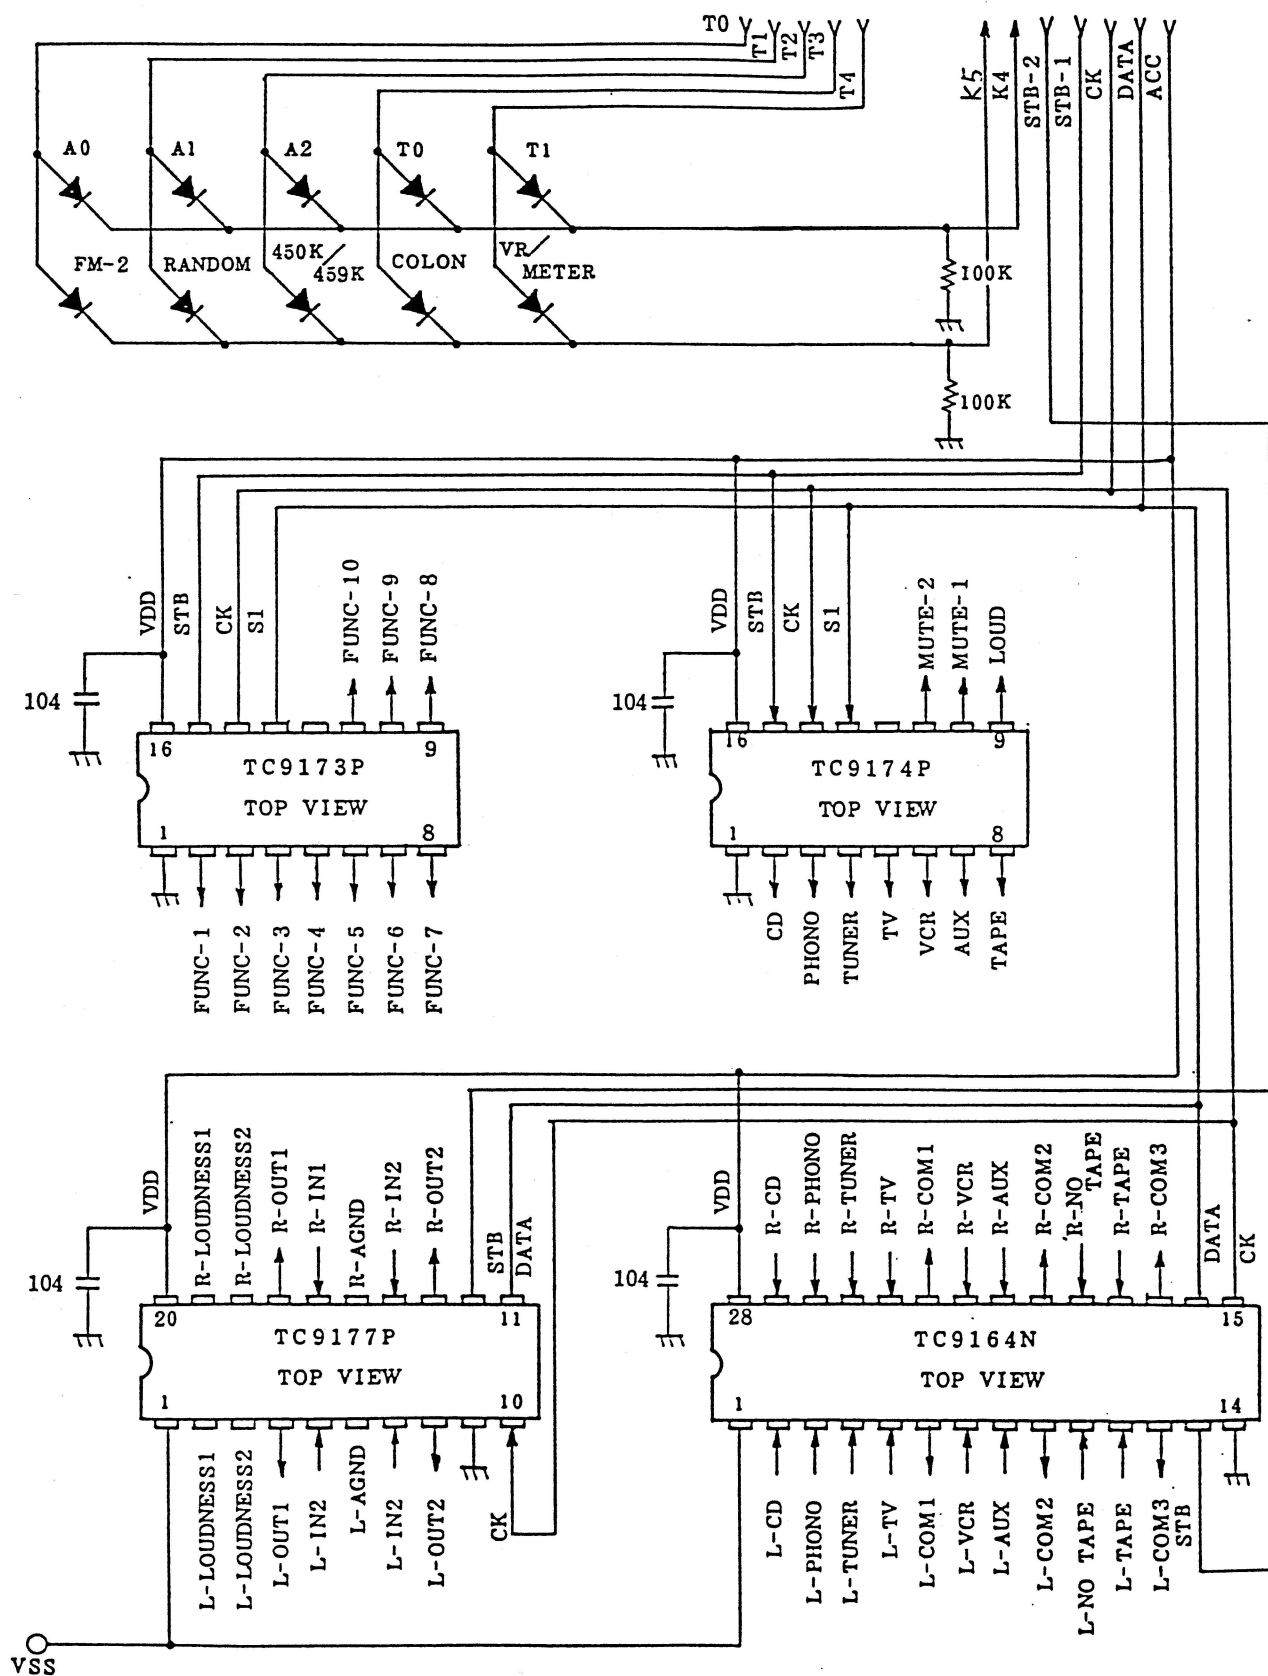 T0
T1
T2
T3
T4
K5
K4
STB-2
STB-1
CK
DATA
ACC
A0
A1
A2
T0
T1
FM-2
RANDOM
450K/
459K
COLON
VR/
METER
100K
100K
VDD
STB
CK
S1
FUNC-10
FUNC-9
FUNC-8
104
16
9
TC9173P
TOP VIEW
1
8
FUNC-1
FUNC-2
FUNC-3
FUNC-4
FUNC-5
FUNC-6
FUNC-7
VDD
STB
CK
S1
MUTE-2
MUTE-1
LOUD
104
16
9
TC9174P
TOP VIEW
1
8
CD
PHONO
TUNER
TV
VCR
AUX
TAPE
VDD
R-LOUDNESS1
R-LOUDNESS2
R-OUT1
R-IN1
R-AGND
R-IN2
R-OUT2
STB
DATA
104
20
11
TC9177P
TOP VIEW
1
10
L-LOUDNESS1
L-LOUDNESS2
L-OUT1
L-IN2
L-AGND
L-IN2
L-OUT2
CK
VDD
R-CD
R-PHONO
R-TUNER
R-TV
R-COM1
R-VCR
R-AUX
R-COM2
R-NO
TAPE
R-TAPE
R-COM3
DATA
CK
104
28
15
TC9164N
TOP VIEW
1
14
L-CD
L-PHONO
L-TUNER
L-TV
L-COM1
L-VCR
L-AUX
L-COM2
L-NO TAPE
L-TAPE
L-COM3
STB
VSS